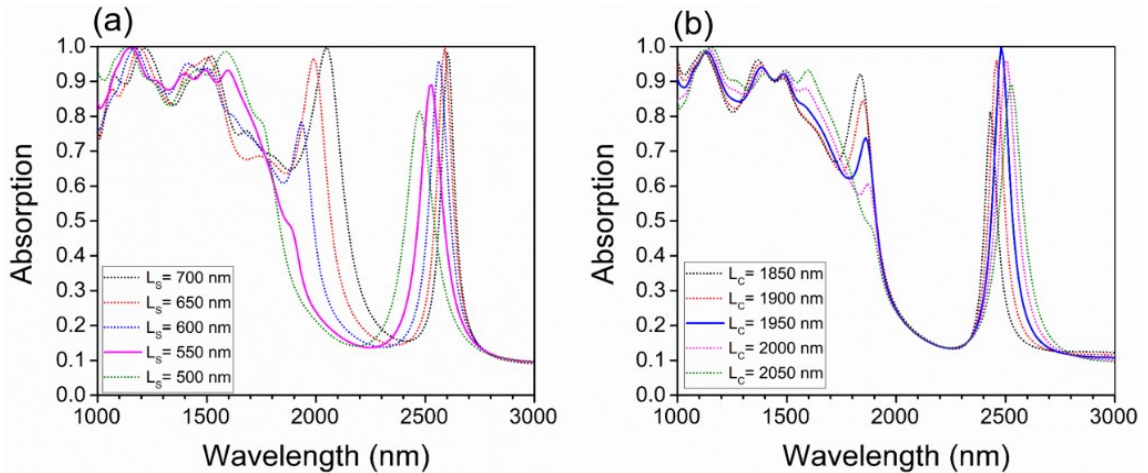 (a)
Absorption
1.0
0.9
0.8
0.7
0.6
0.5
0.4
0.3
0.2
0.1
0.0
L_S= 700 nm
L_S= 650 nm
L_S= 600 nm
L_S= 550 nm
L_S= 500 nm
1000 1500 2000 2500 3000
Wavelength (nm)
(b)
Absorption
1.0
0.9
0.8
0.7
0.6
0.5
0.4
0.3
0.2
0.1
0.0
L_C= 1850 nm
L_C= 1900 nm
L_C= 1950 nm
L_C= 2000 nm
L_C= 2050 nm
1000 1500 2000 2500 3000
Wavelength (nm)